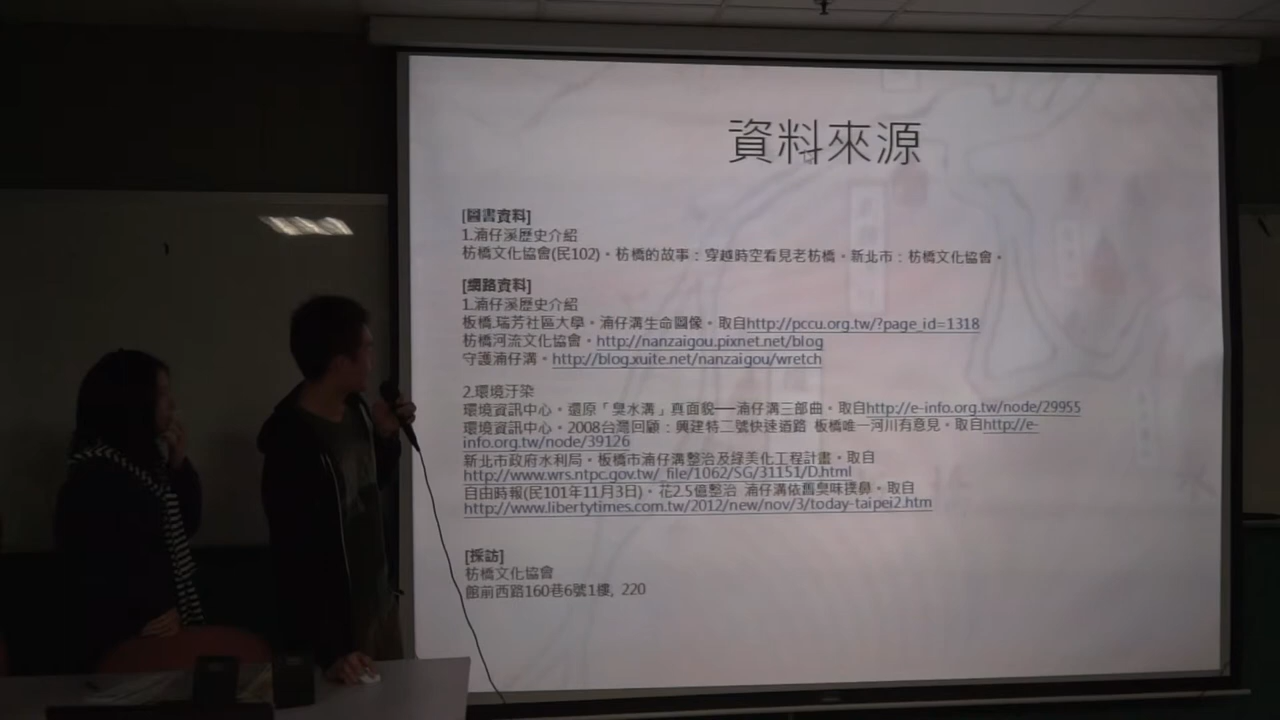 資料來源
[圖書資料]
1.湳仔溪歷史介紹
枋橋文化協會(民102)。枋橋的故事：穿越時空看見老枋橋。新北市：枋橋文化協會。
[網路資料]
1.湳仔溪歷史介紹
板橋.瑞芳社區大學。湳仔溝生命圖像。取自http://pccu.org.tw/?page_id=1318
枋橋河流文化協會。http://nanzaigou.pixnet.net/blog
守護湳仔溝。http://blog.xuite.net/nanzaigou/wretch
2.環境汙染
環境資訊中心。還原「臭水溝」真面貌──湳仔溝三部曲。取自http://e-info.org.tw/node/29955
環境資訊中心。2008台灣回顧：興建特二號快速道路 板橋唯一河川有意見。取自http://e-
info.org.tw/node/39126
新北市政府水利局。板橋市湳仔溝整治及綠美化工程計畫。取自
http://www.wrs.ntpc.gov.tw/_file/1062/SG/31151/D.html
自由時報(民101年11月3日)。花2.5億整治 湳仔溝依舊臭味撲鼻。取自
http://www.libertytimes.com.tw/2012/new/nov/3/today-taipei2.htm
[採訪]
枋橋文化協會
館前西路160巷6號1樓, 220